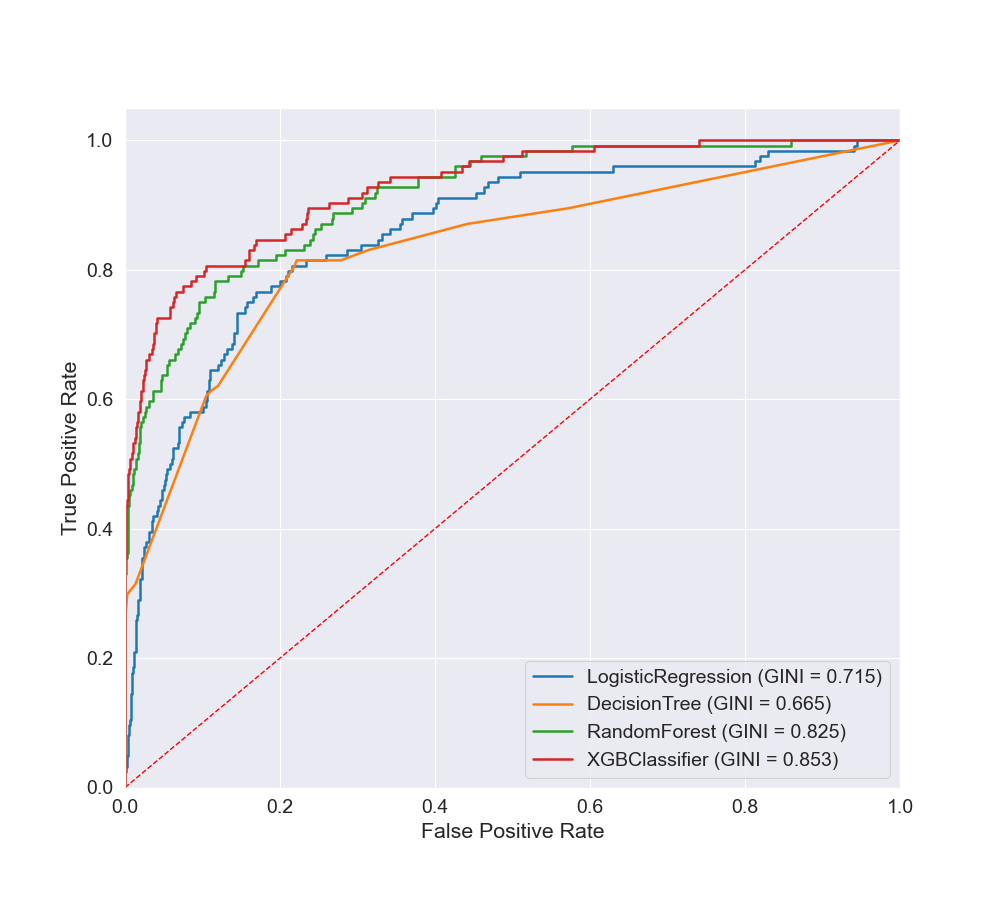 1.0
0.8
0.6
0.4
0.2
0.0
True Positive Rate
LogisticRegression (GINI = 0.715)
DecisionTree (GINI = 0.665)
RandomForest (GINI = 0.825)
XGBClassifier (GINI = 0.853)
0.0 0.2 0.4 0.6 0.8 1.0
False Positive Rate